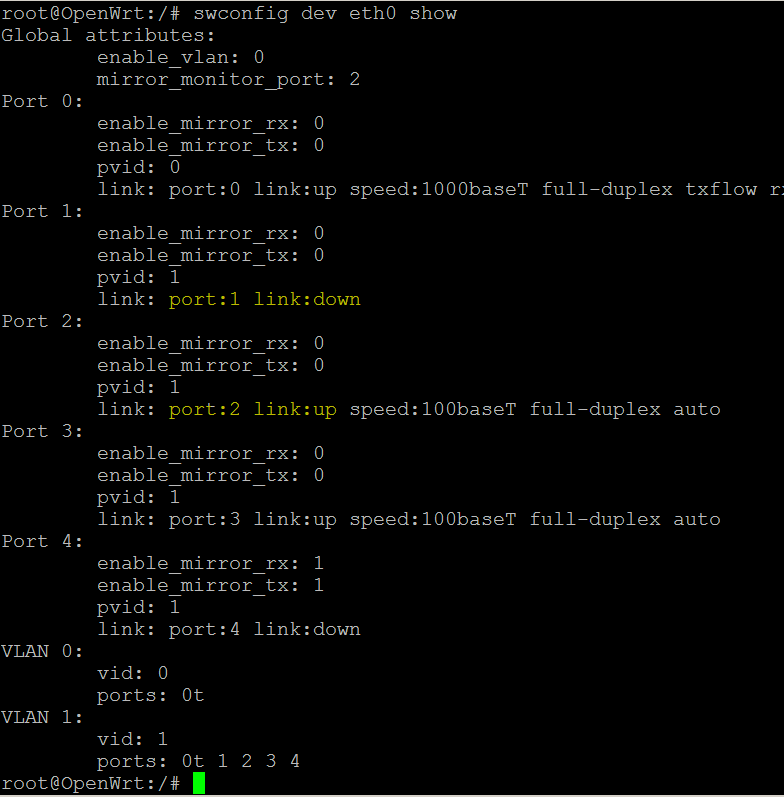 root@OpenWrt:/# swconfig dev eth0 show
Global attributes:
        enable_vlan: 0
        mirror_monitor_port: 2
Port 0:
        enable_mirror_rx: 0
        enable_mirror_tx: 0
        pvid: 0
        link: port:0 link:up speed:1000baseT full-duplex txflow
Port 1:
        enable_mirror_rx: 0
        enable_mirror_tx: 0
        pvid: 1
        link: port:1 link:down
Port 2:
        enable_mirror_rx: 0
        enable_mirror_tx: 0
        pvid: 1
        link: port:2 link:up speed:100baseT full-duplex auto
Port 3:
        enable_mirror_rx: 0
        enable_mirror_tx: 0
        pvid: 1
        link: port:3 link:up speed:100baseT full-duplex auto
Port 4:
        enable_mirror_rx: 1
        enable_mirror_tx: 1
        pvid: 1
        link: port:4 link:down
VLAN 0:
        vid: 0
        ports: 0t
VLAN 1:
        vid: 1
        ports: 0t 1 2 3 4
root@OpenWrt:/#